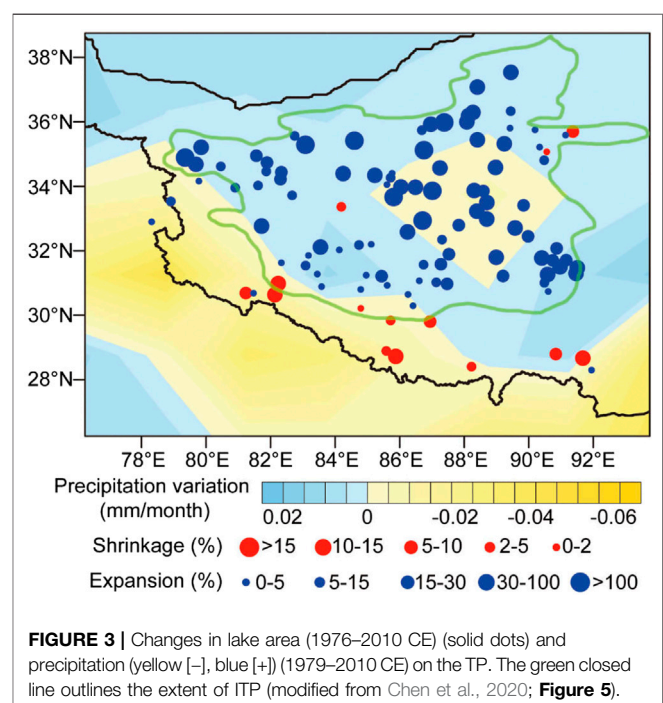 38°N
36°N
34°N
32°N
30°N
28°N
78°E 80°E 82°E 84°E 86°E 88°E 90°E 92°E
Precipitation variation
(mm/month)
0.02 0 -0.02 -0.04 -0.06
Shrinkage (%) >15 10-15 5-10 2-5 0-2
Expansion (%) 0-5 5-15 15-30 30-100 >100
FIGURE 3 | Changes in lake area (1976–2010 CE) (solid dots) and
precipitation (yellow [–], blue [+]) (1979–2010 CE) on the TP. The green closed
line outlines the extent of ITP (modified from Chen et al., 2020; Figure 5).